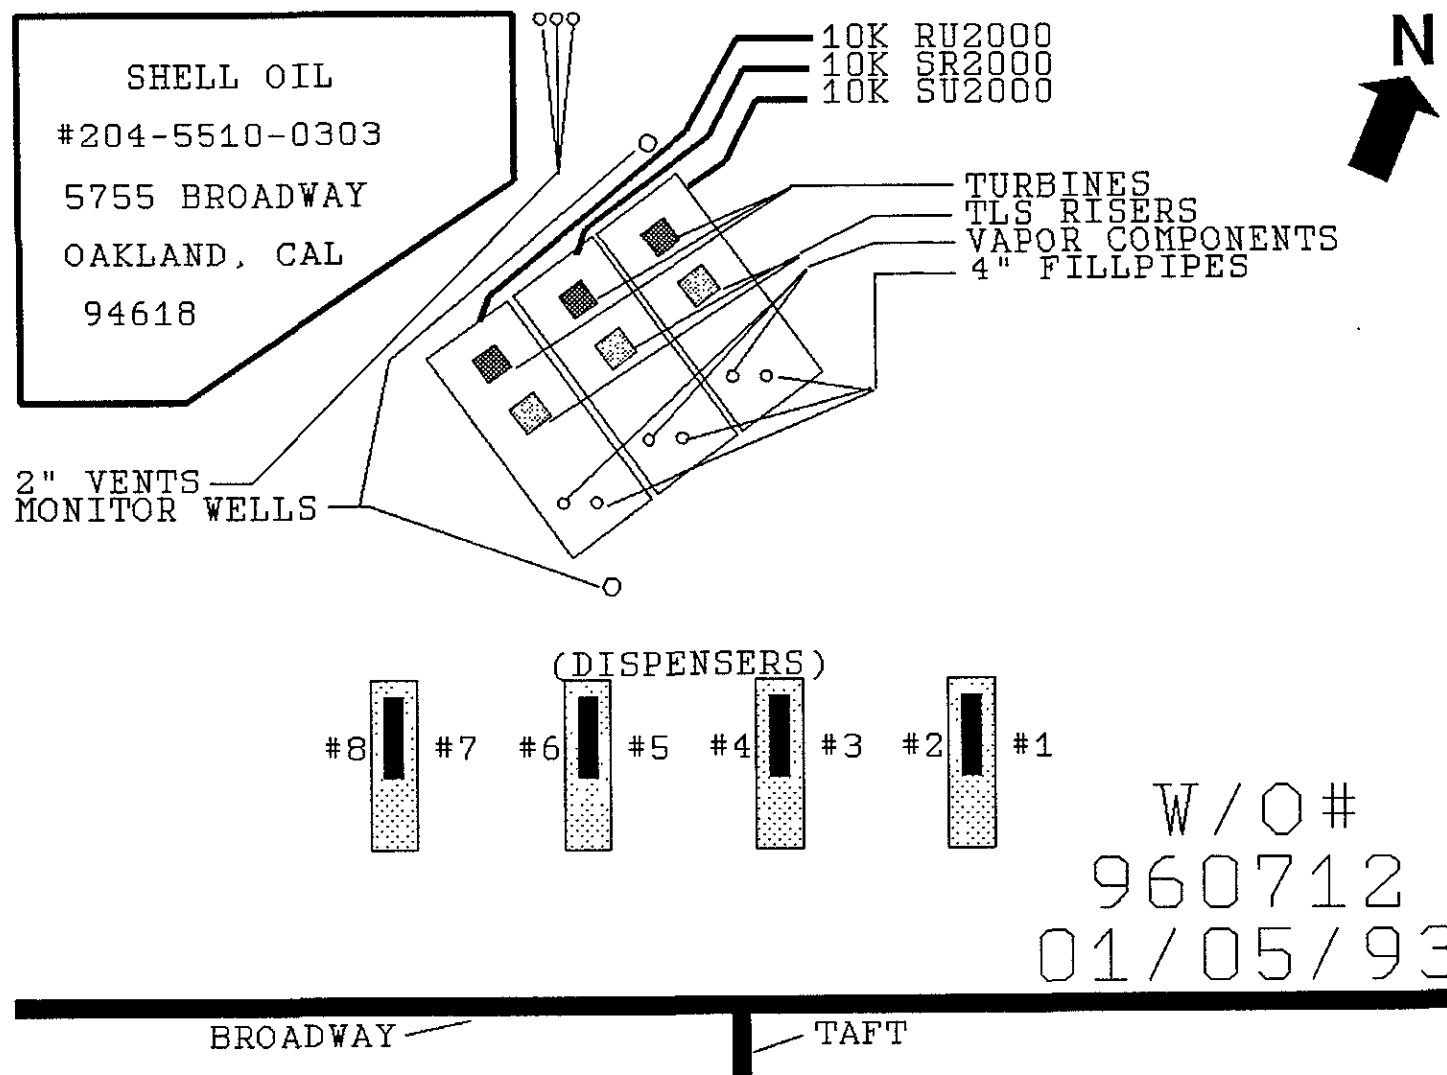 SHELL OIL
#204-5510-0303
5755 BROADWAY
OAKLAND, CAL
94618
10K RU2000
10K SR2000
10K SU2000
N
TURBINES
TLS RISERS
VAPOR COMPONENTS
4" FILLPIPES
2" VENTS
MONITOR WELLS
(DISPENSERS)
#8 #7 #6 #5 #4 #3 #2 #1
W/O#
960712
01/05/93
BROADWAY
TAFT